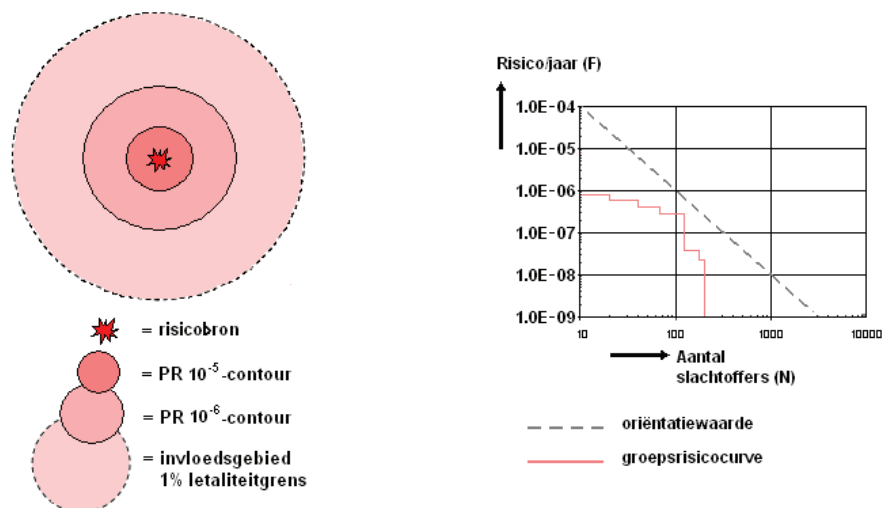 = risicobron
= PR 10⁻⁵-contour
= PR 10⁻⁶-contour
= invloedsgebied
1% letaliteitgrens
Risico/jaar (F)
1.0E-04
1.0E-05
1.0E-06
1.0E-07
1.0E-08
1.0E-09
10
100
1000
10000
Aantal
slachtoffers (N)
oriëntatiewaarde
groepsrisicocurve